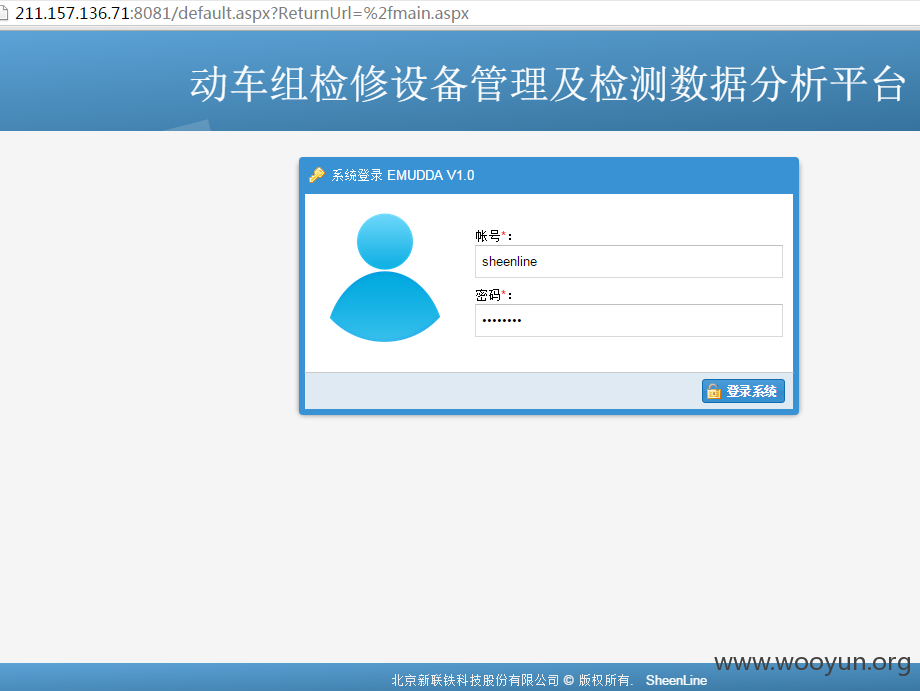 211.157.136.71:8081/default.aspx?ReturnUrl=%2fmain.aspx
动车组检修设备管理及检测数据分析平台
系统登录 EMUDDA V1.0
帐号*：
sheenline
密码*：
••••••••
登录系统
www.wooyun.org
北京新联铁科技股份有限公司 © 版权所有. SheenLine